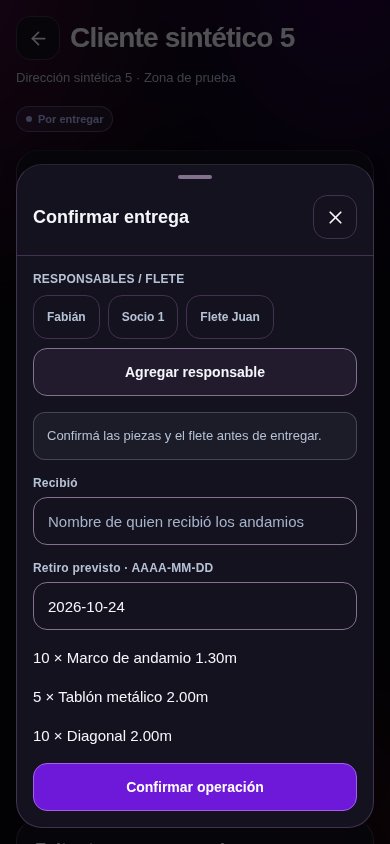 Cliente sintético 5
Dirección sintética 5 · Zona de prueba
Por entregar
Confirmar entrega
RESPONSABLES / FLETE
Fabián
Socio 1
Flete Juan
Agregar responsable
Confirmá las piezas y el flete antes de entregar.
Recibió
Nombre de quien recibió los andamios
Retiro previsto · AAAA-MM-DD
2026-10-24
10 × Marco de andamio 1.30m
5 × Tablón metálico 2.00m
10 × Diagonal 2.00m
Confirmar operación